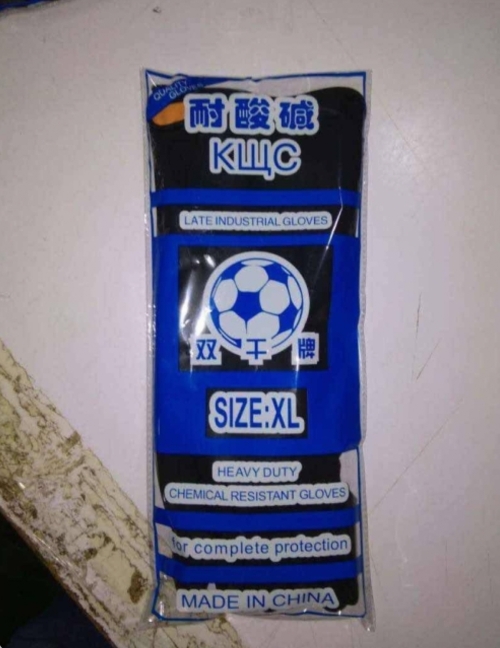 QUALITY
GLOVES
耐酸碱
КЩС
LATE INDUSTRIAL GLOVES
双干牌
SIZE:XL
HEAVY DUTY
CHEMICAL RESISTANT GLOVES
for complete protection
MADE IN CHINA